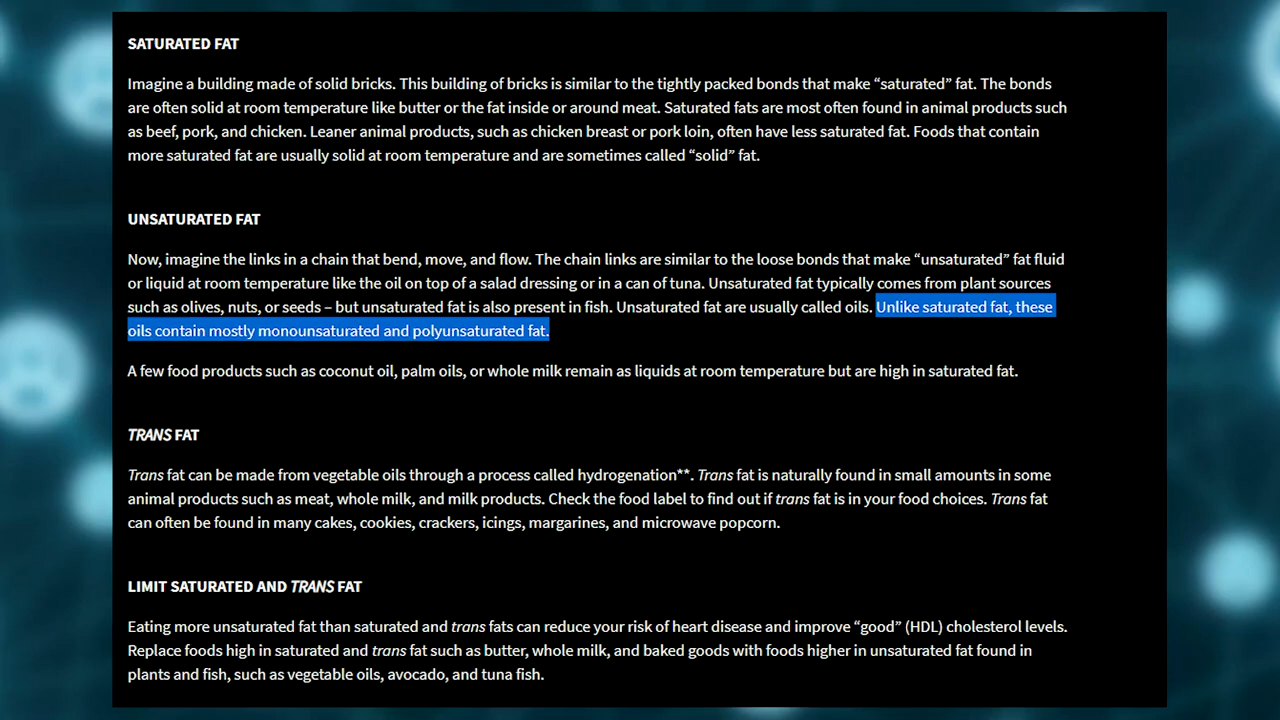 SATURATED FAT
Imagine a building made of solid bricks. This building of bricks is similar to the tightly packed bonds that make “saturated” fat. The bonds
are often solid at room temperature like butter or the fat inside or around meat. Saturated fats are most often found in animal products such
as beef, pork, and chicken. Leaner animal products, such as chicken breast or pork loin, often have less saturated fat. Foods that contain
more saturated fat are usually solid at room temperature and are sometimes called “solid” fat.
UNSATURATED FAT
Now, imagine the links in a chain that bend, move, and flow. The chain links are similar to the loose bonds that make “unsaturated” fat fluid
or liquid at room temperature like the oil on top of a salad dressing or in a can of tuna. Unsaturated fat typically comes from plant sources
such as olives, nuts, or seeds – but unsaturated fat is also present in fish. Unsaturated fat are usually called oils. Unlike saturated fat, these
oils contain mostly monounsaturated and polyunsaturated fat.
A few food products such as coconut oil, palm oils, or whole milk remain as liquids at room temperature but are high in saturated fat.
TRANS FAT
Trans fat can be made from vegetable oils through a process called hydrogenation**. Trans fat is naturally found in small amounts in some
animal products such as meat, whole milk, and milk products. Check the food label to find out if trans fat is in your food choices. Trans fat
can often be found in many cakes, cookies, crackers, icings, margarines, and microwave popcorn.
LIMIT SATURATED AND TRANS FAT
Eating more unsaturated fat than saturated and trans fats can reduce your risk of heart disease and improve “good” (HDL) cholesterol levels.
Replace foods high in saturated and trans fat such as butter, whole milk, and baked goods with foods higher in unsaturated fat found in
plants and fish, such as vegetable oils, avocado, and tuna fish.